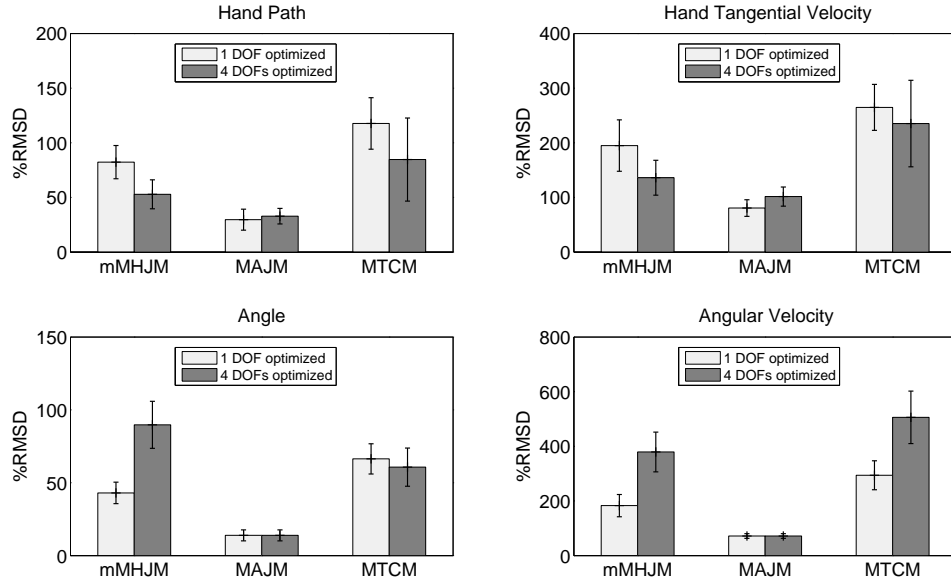 Hand Path
200
150
100
50
0
%RMSD
1 DOF optimized
4 DOFs optimized
mMHJM MAJM MTCM
Hand Tangential Velocity
400
300
200
100
0
%RMSD
1 DOF optimized
4 DOFs optimized
mMHJM MAJM MTCM
Angle
150
100
50
0
%RMSD
1 DOF optimized
4 DOFs optimized
mMHJM MAJM MTCM
Angular Velocity
800
600
400
200
0
%RMSD
1 DOF optimized
4 DOFs optimized
mMHJM MAJM MTCM